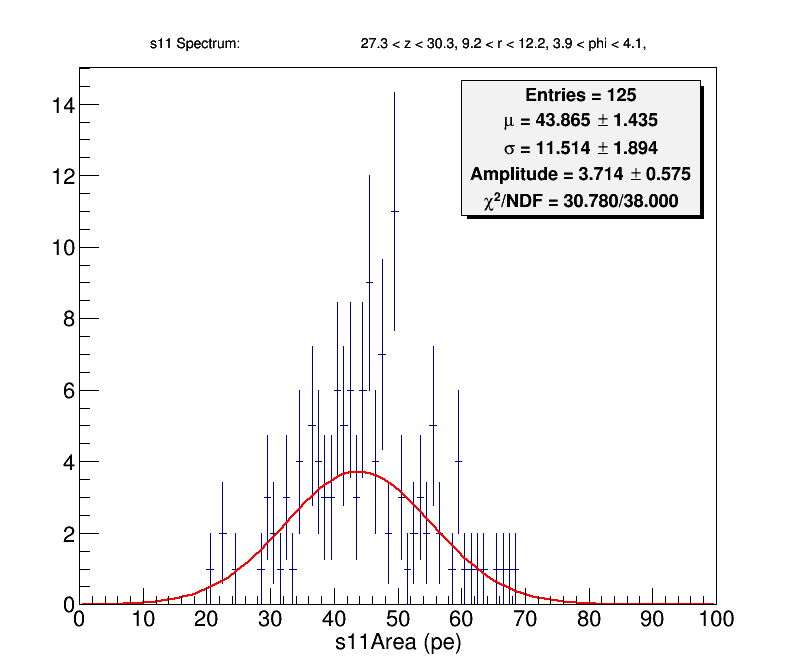 s11 Spectrum: 27.3 < z < 30.3, 9.2 < r < 12.2, 3.9 < phi < 4.1,
Entries = 125
μ = 43.865 ± 1.435
σ = 11.514 ± 1.894
Amplitude = 3.714 ± 0.575
χ²/NDF = 30.780/38.000
14
12
10
8
6
4
2
0
0 10 20 30 40 50 60 70 80 90 100
s11Area (pe)